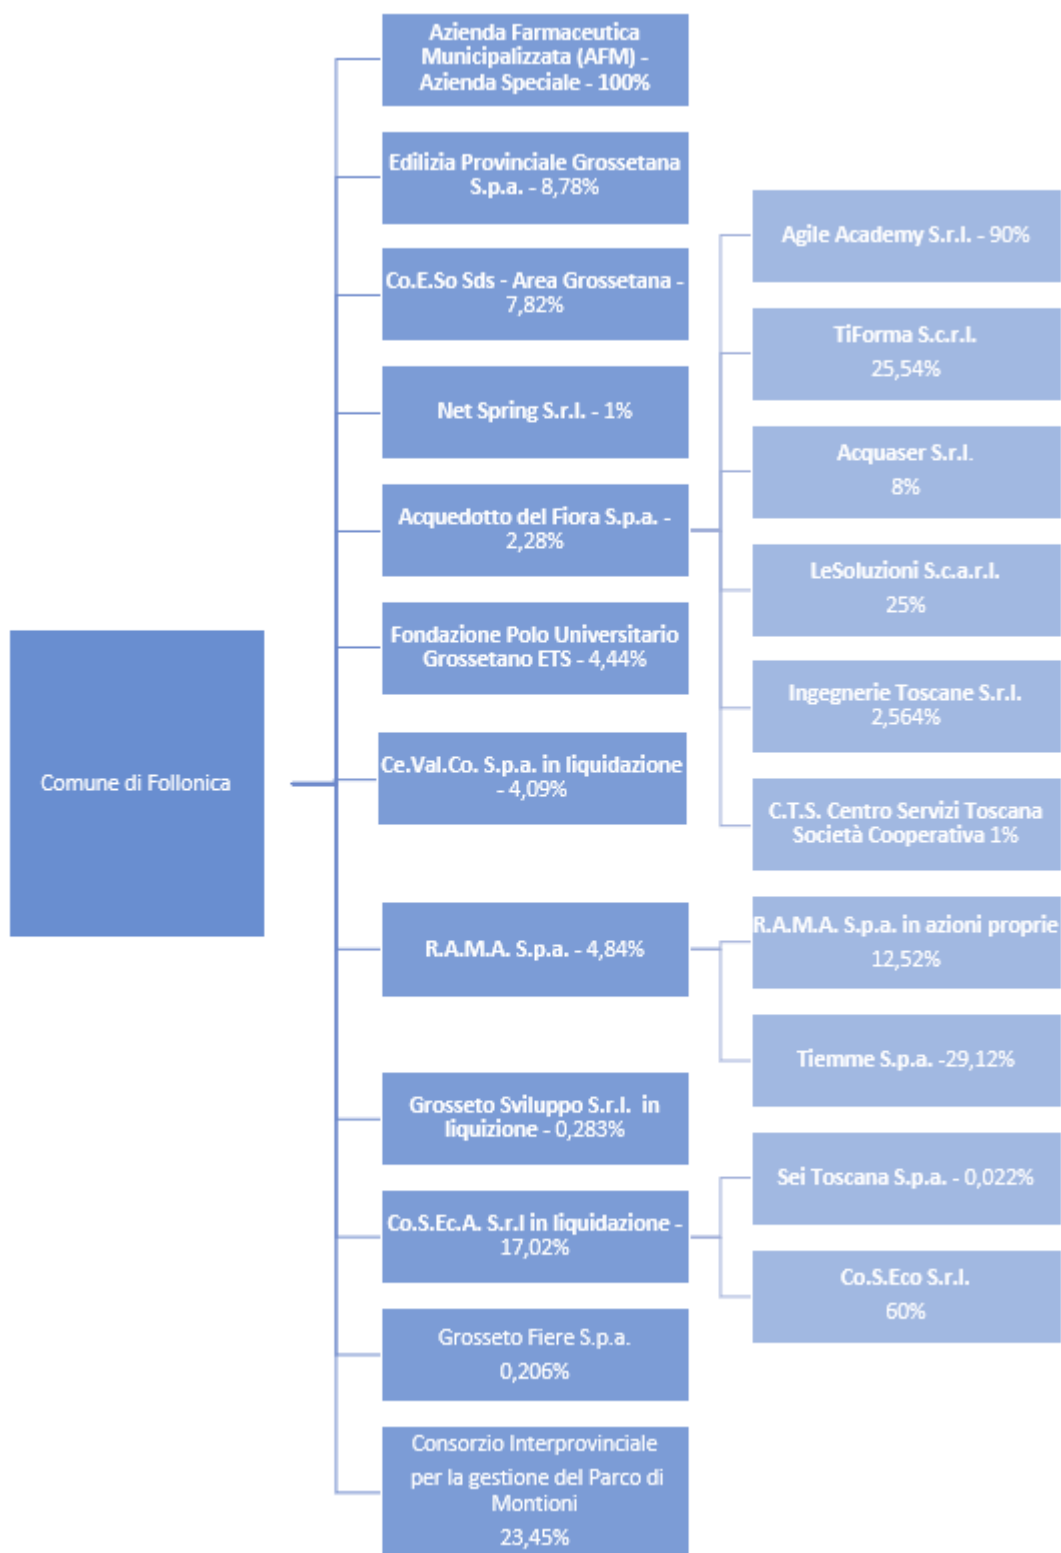 Azienda Farmaceutica
Municipalizzata (AFM) -
Azienda Speciale - 100%
Edilizia Provinciale Grossetana
S.p.a. - 8,78%
Co.E.So Sds - Area Grossetana -
7,82%
Net Spring S.r.l. - 1%
Acquedotto del Fiora S.p.a. -
2,28%
Fondazione Polo Universitario
Grossetano ETS - 4,44%
Ce.Val.Co. S.p.a. in liquidazione
- 4,09%
Comune di Follonica
R.A.M.A. S.p.a. - 4,84%
Grosseto Sviluppo S.r.l.  in
liquizione - 0,283%
Co.S.Ec.A. S.r.l in liquidazione -
17,02%
Grosseto Fiere S.p.a.
0,206%
Consorzio Interprovinciale
per la gestione del Parco di
Montioni
23,45%
Agile Academy S.r.l. - 90%
TiForma S.c.r.l.
25,54%
Acquaser S.r.l.
8%
LeSoluzioni S.c.a.r.l.
25%
Ingegnerie Toscane S.r.l.
2,564%
C.T.S. Centro Servizi Toscana
Società Cooperativa 1%
R.A.M.A. S.p.a. in azioni proprie
12,52%
Tiemme S.p.a. -29,12%
Sei Toscana S.p.a. - 0,022%
Co.S.Eco S.r.l.
60%